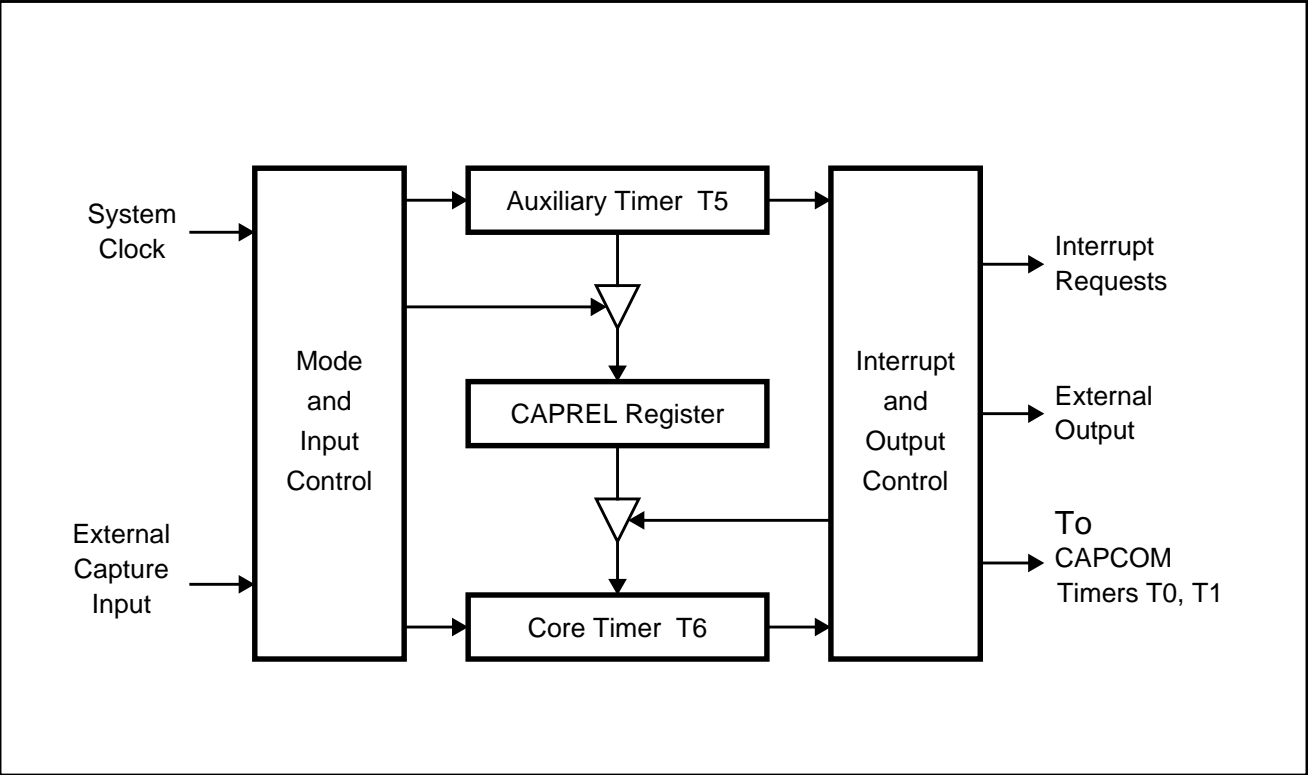 System
Clock
External
Capture
Input
Mode
and
Input
Control
Auxiliary Timer T5
CAPREL Register
Core Timer T6
Interrupt
and
Output
Control
Interrupt
Requests
External
Output
To
CAPCOM
Timers T0, T1